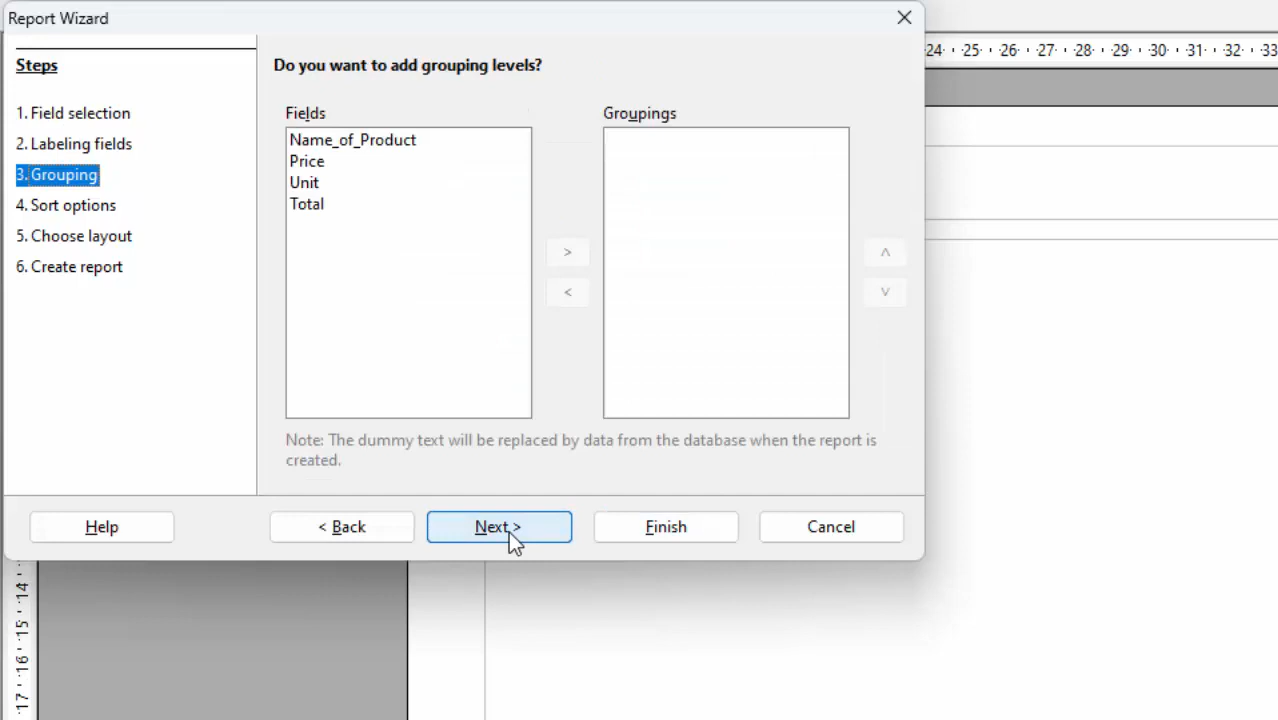 Report Wizard
Steps
1. Field selection
2. Labeling fields
3. Grouping
4. Sort options
5. Choose layout
6. Create report
Do you want to add grouping levels?
Fields
Name_of_Product
Price
Unit
Total
>
<
Groupings
^
v
Note: The dummy text will be replaced by data from the database when the report is
created.
Help
< Back
Next >
Finish
Cancel
24 25 26 27 28 29 30 31 32 33
14
15
16
17